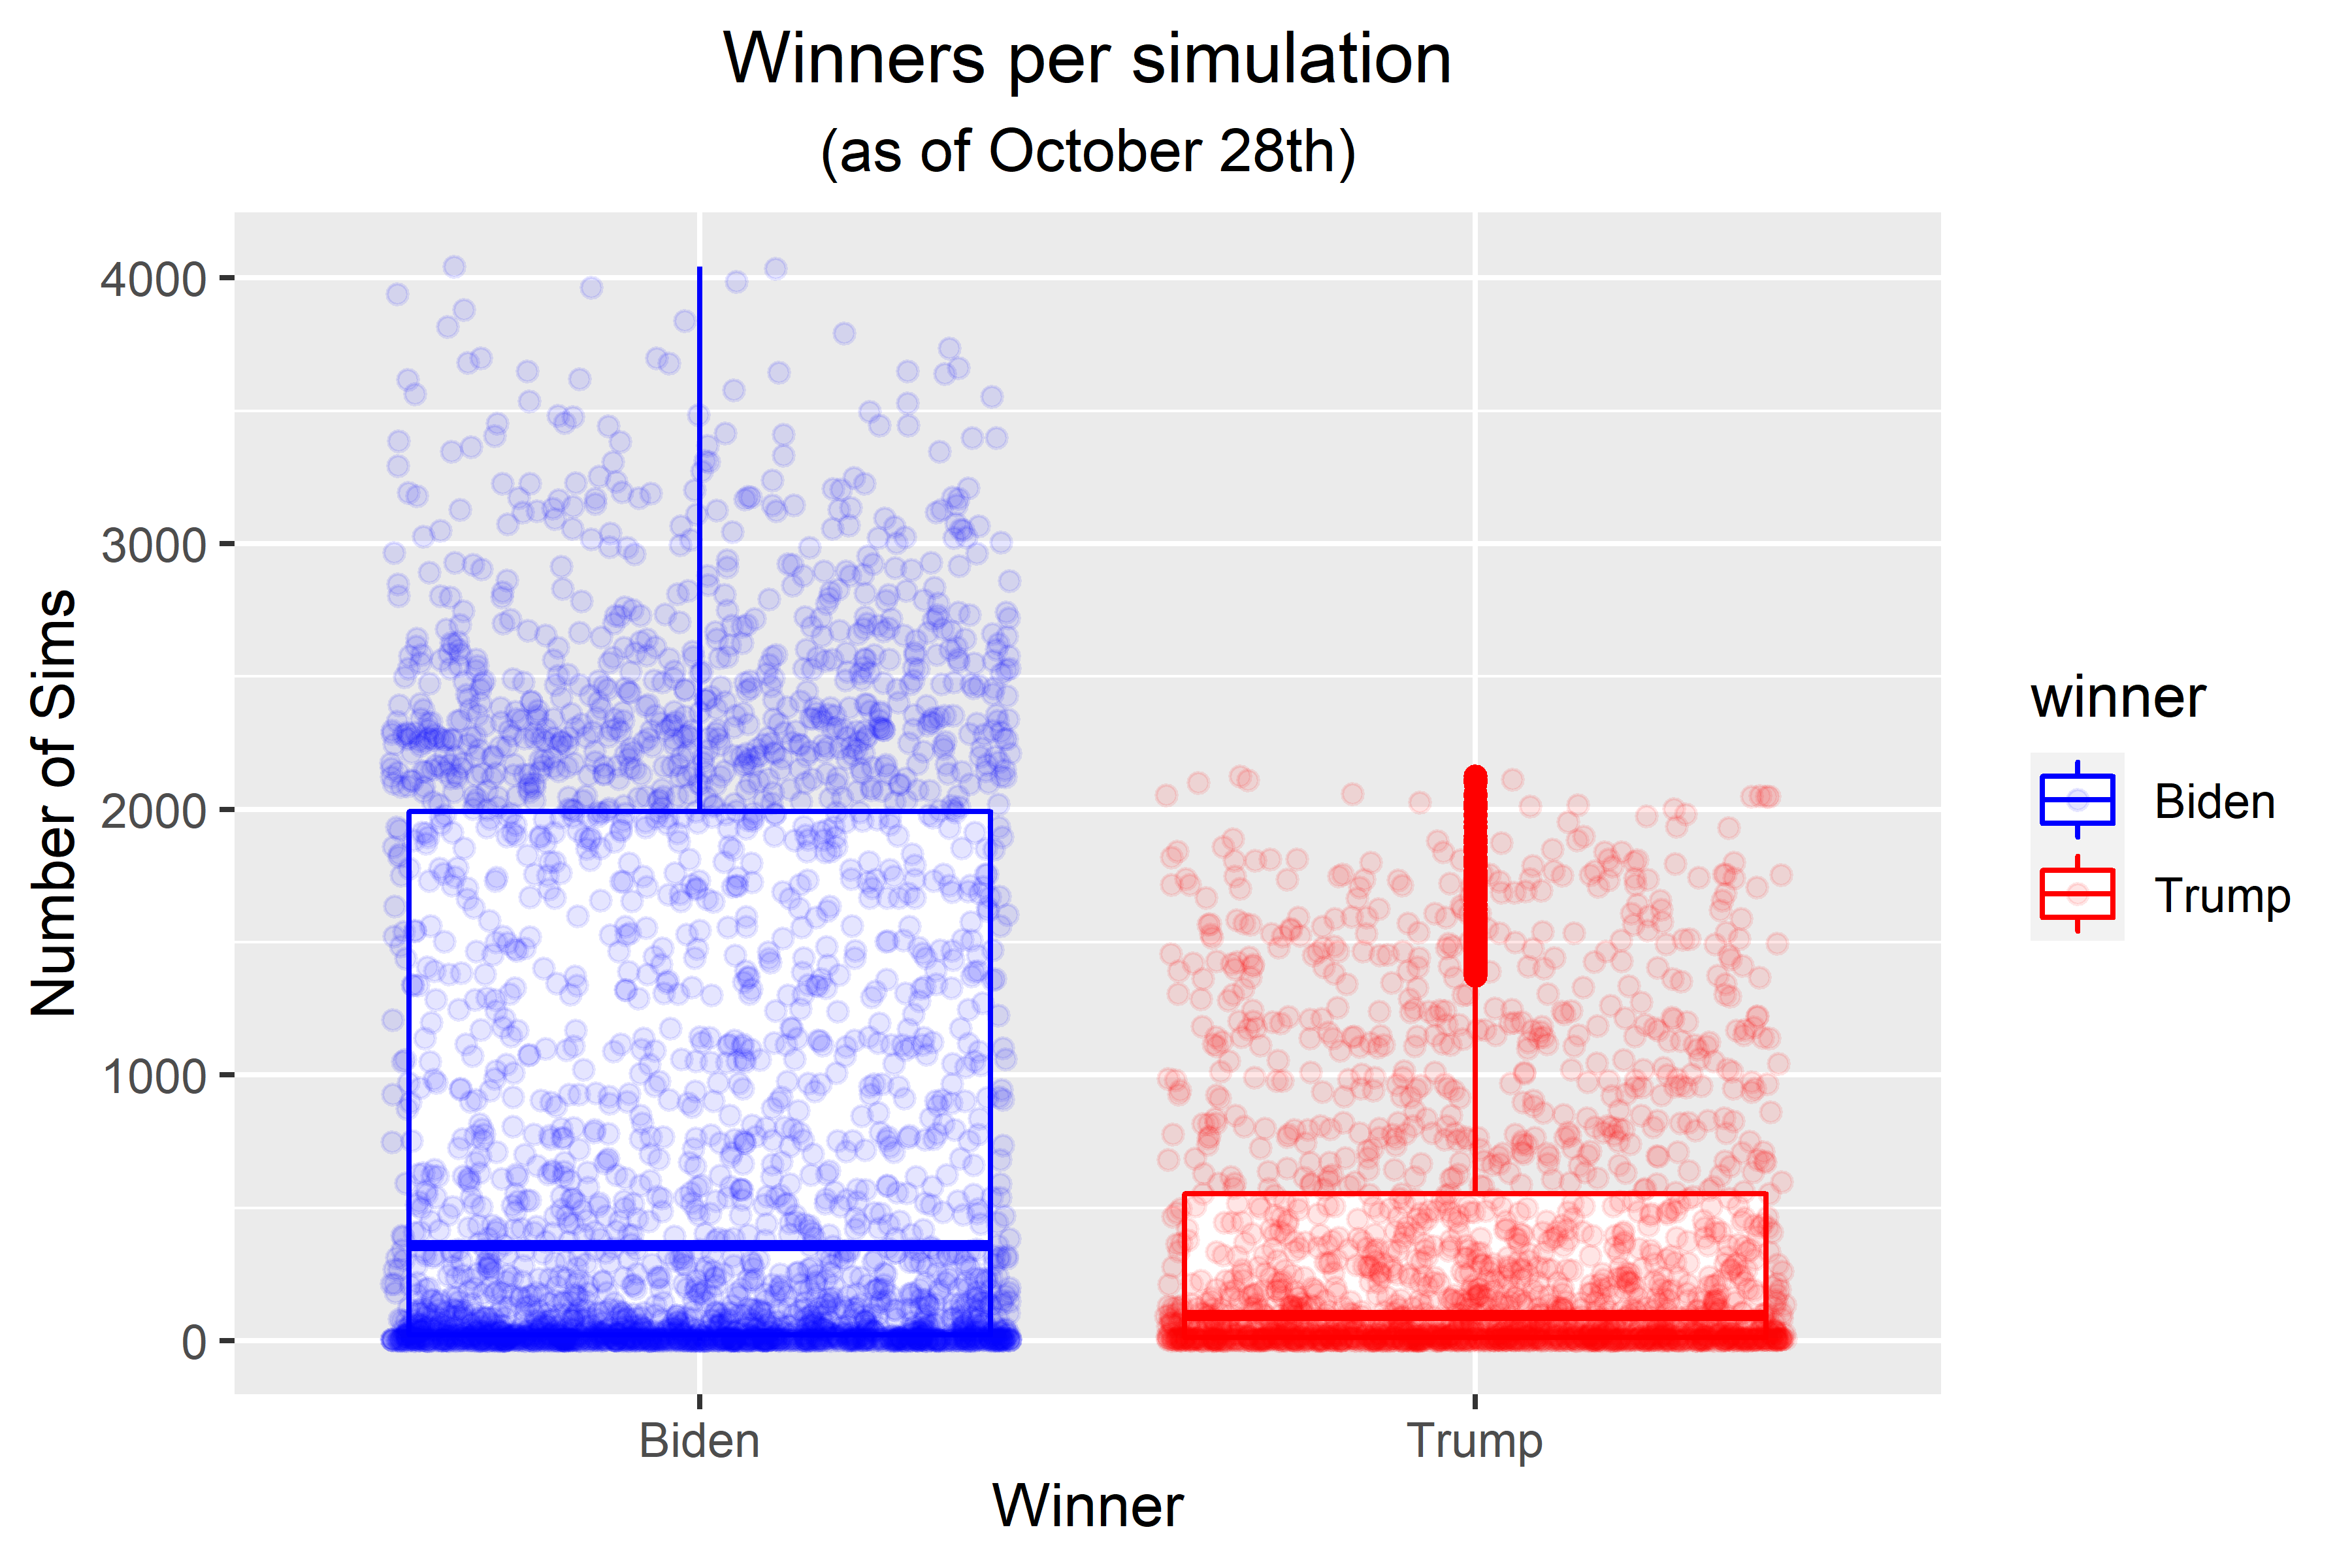 Winners per simulation
(as of October 28th)
Number of Sims
4000
3000
2000
1000
0
Biden
Trump
Winner
winner
Biden
Trump